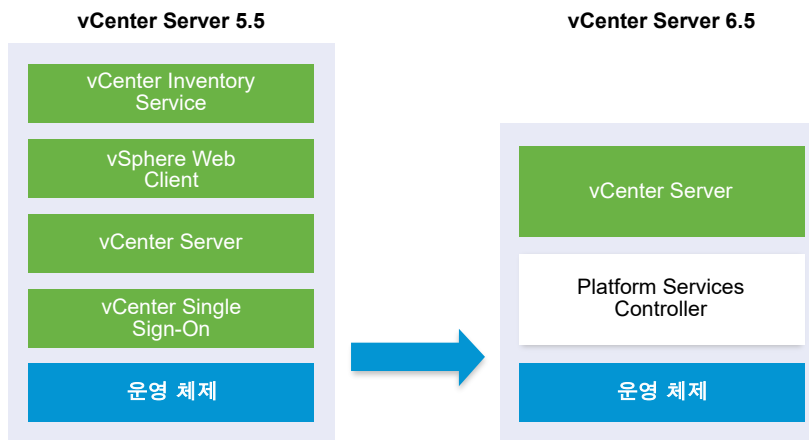 vCenter Server 5.5
vCenter Inventory
Service
vSphere Web
Client
vCenter Server
vCenter Single
Sign-On
운영 체제
vCenter Server 6.5
vCenter Server
Platform Services
Controller
운영 체제